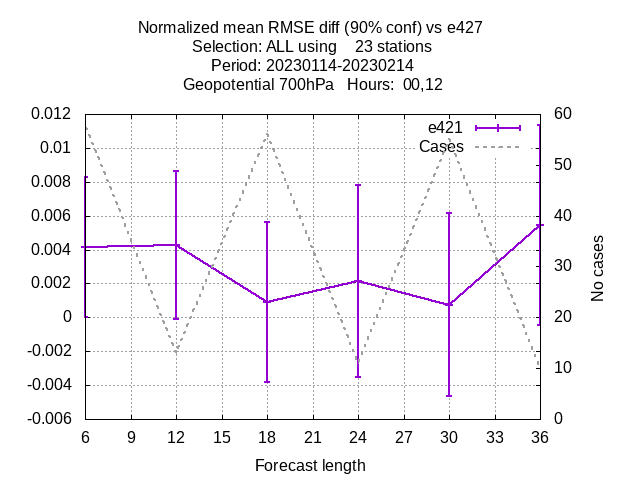 Normalized mean RMSE diff (90% conf) vs e427
Selection: ALL using    23 stations
Period: 20230114-20230214
Geopotential 700hPa   Hours:  00,12
0.012
0.01
0.008
0.006
0.004
0.002
0
-0.002
-0.004
-0.006
e421
Cases
60
50
40
30
20
10
0
No cases
6 9 12 15 18 21 24 27 30 33 36
Forecast length